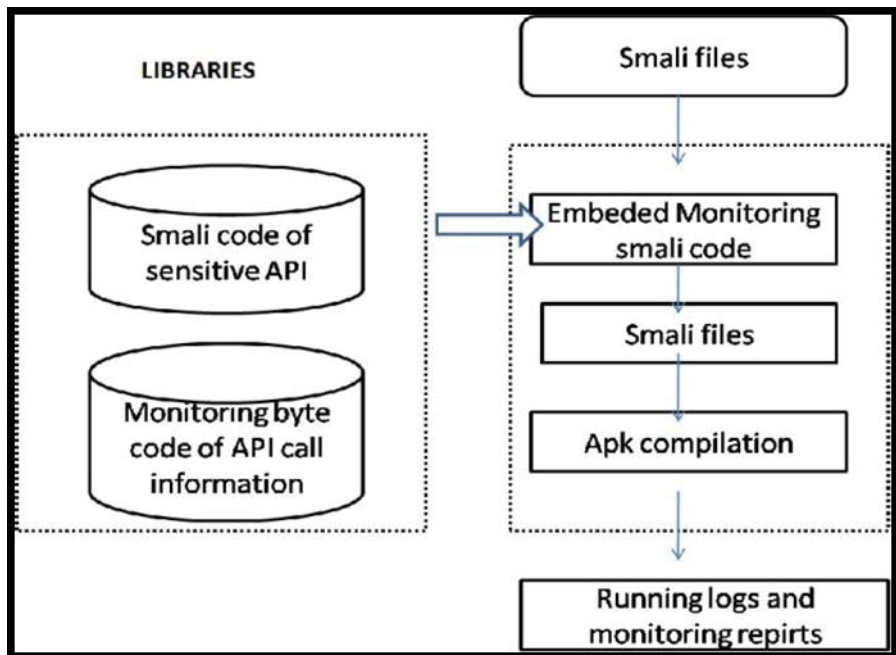 LIBRARIES
Smali code of
sensitive API
Monitoring byte
code of API call
information
Smali files
Embeded Monitoring
smali code
Smali files
Apk compilation
Running logs and
monitoring repirts